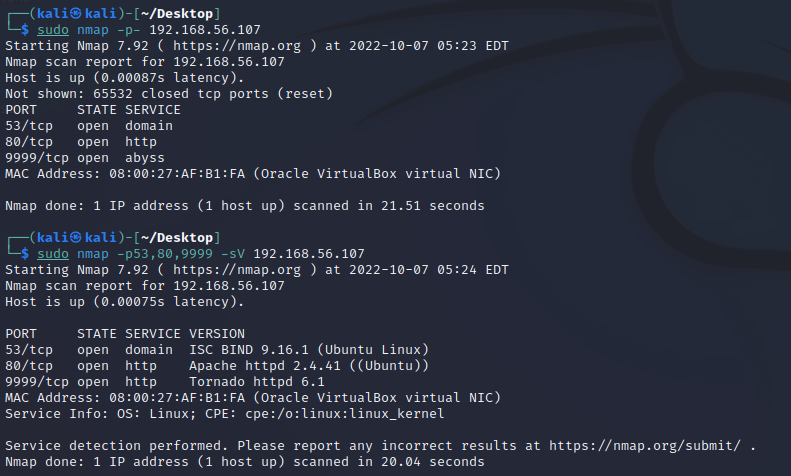 ┌──(kali㉿kali)-[~/Desktop]
└─$ sudo nmap -p- 192.168.56.107
Starting Nmap 7.92 ( https://nmap.org ) at 2022-10-07 05:23 EDT
Nmap scan report for 192.168.56.107
Host is up (0.00087s latency).
Not shown: 65532 closed tcp ports (reset)
PORT     STATE SERVICE
53/tcp   open  domain
80/tcp   open  http
9999/tcp open  abyss
MAC Address: 08:00:27:AF:B1:FA (Oracle VirtualBox virtual NIC)

Nmap done: 1 IP address (1 host up) scanned in 21.51 seconds

┌──(kali㉿kali)-[~/Desktop]
└─$ sudo nmap -p53,80,9999 -sV 192.168.56.107
Starting Nmap 7.92 ( https://nmap.org ) at 2022-10-07 05:24 EDT
Nmap scan report for 192.168.56.107
Host is up (0.00075s latency).

PORT     STATE SERVICE VERSION
53/tcp   open  domain  ISC BIND 9.16.1 (Ubuntu Linux)
80/tcp   open  http    Apache httpd 2.4.41 ((Ubuntu))
9999/tcp open  http    Tornado httpd 6.1
MAC Address: 08:00:27:AF:B1:FA (Oracle VirtualBox virtual NIC)
Service Info: OS: Linux; CPE: cpe:/o:linux:linux_kernel

Service detection performed. Please report any incorrect results at https://nmap.org/submit/ .
Nmap done: 1 IP address (1 host up) scanned in 20.04 seconds